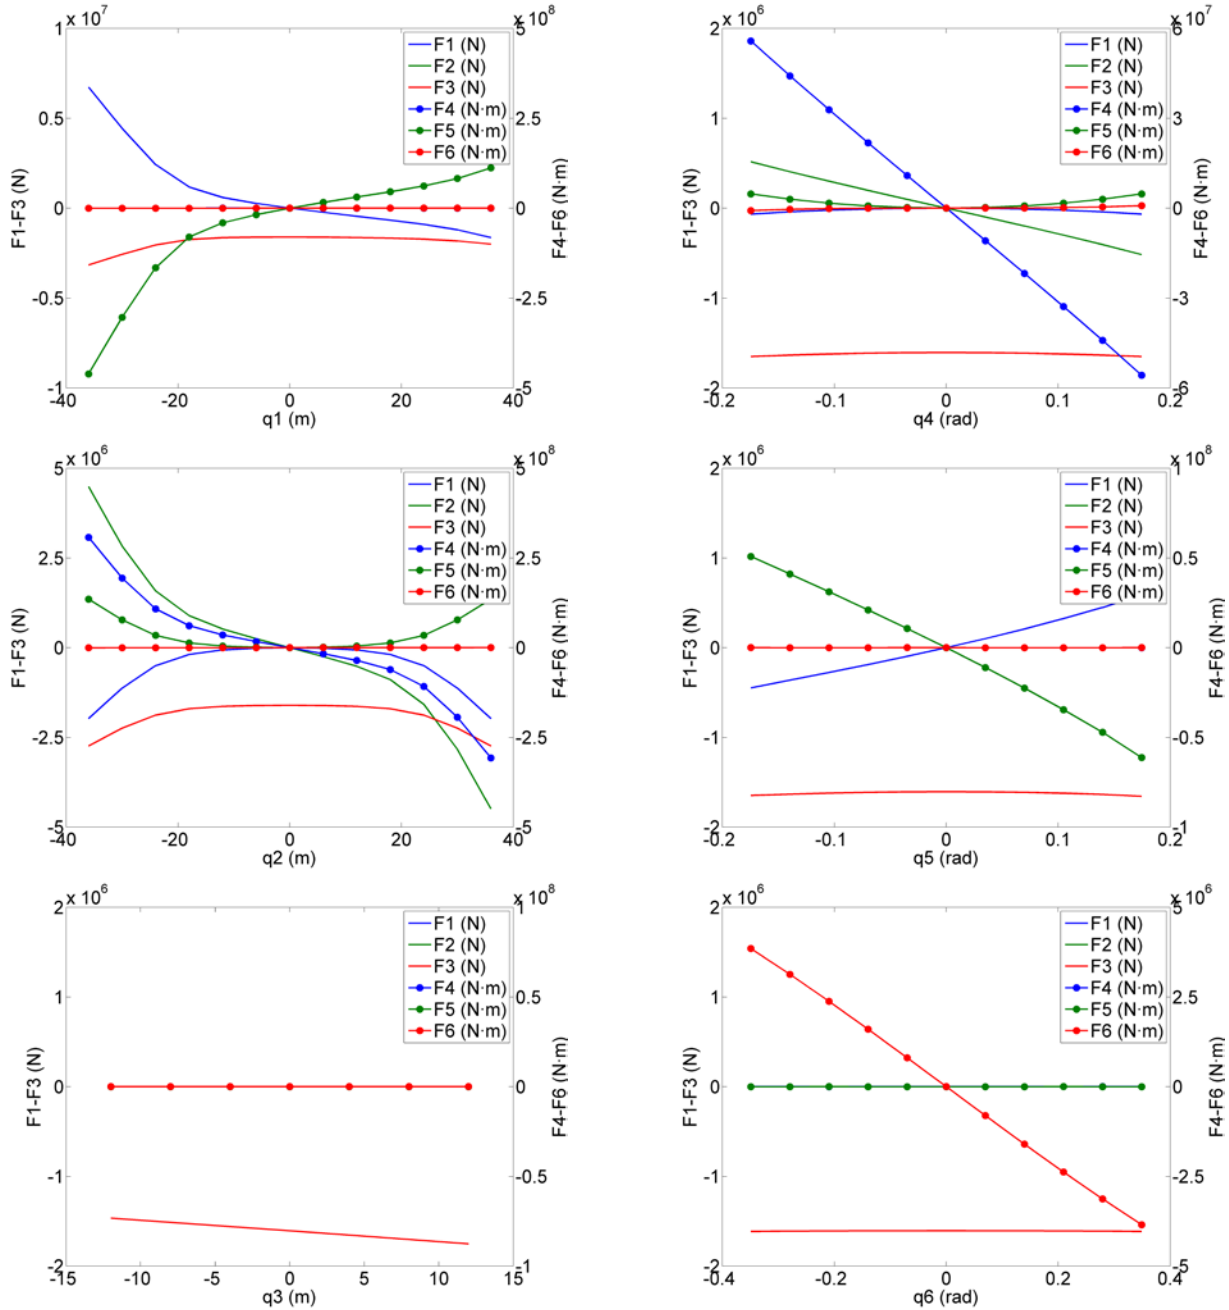 x 10^7
x 10^8
1
0.5
0
-0.5
-1
5
2.5
0
-2.5
-5
F1-F3 (N)
F4-F6 (N·m)
F1 (N)
F2 (N)
F3 (N)
F4 (N·m)
F5 (N·m)
F6 (N·m)
-40
-20
0
20
40
q1 (m)
x 10^6
x 10^7
2
1
0
-1
-2
6
3
0
-3
-6
F1-F3 (N)
F4-F6 (N·m)
F1 (N)
F2 (N)
F3 (N)
F4 (N·m)
F5 (N·m)
F6 (N·m)
-0.2
-0.1
0
0.1
0.2
q4 (rad)
x 10^6
x 10^8
5
2.5
0
-2.5
-5
5
2.5
0
-2.5
-5
F1-F3 (N)
F4-F6 (N·m)
F1 (N)
F2 (N)
F3 (N)
F4 (N·m)
F5 (N·m)
F6 (N·m)
-40
-20
0
20
40
q2 (m)
x 10^6
x 10^8
2
1
0
-1
-2
1
0.5
0
-0.5
-1
F1-F3 (N)
F4-F6 (N·m)
F1 (N)
F2 (N)
F3 (N)
F4 (N·m)
F5 (N·m)
F6 (N·m)
-0.2
-0.1
0
0.1
0.2
q5 (rad)
x 10^6
x 10^8
2
1
0
-1
-2
1
0.5
0
-0.5
-1
F1-F3 (N)
F4-F6 (N·m)
F1 (N)
F2 (N)
F3 (N)
F4 (N·m)
F5 (N·m)
F6 (N·m)
-15
-10
-5
0
5
10
15
q3 (m)
x 10^6
x 10^6
2
1
0
-1
-2
5
2.5
0
-2.5
-5
F1-F3 (N)
F4-F6 (N·m)
F1 (N)
F2 (N)
F3 (N)
F4 (N·m)
F5 (N·m)
F6 (N·m)
-0.4
-0.2
0
0.2
0.4
q6 (rad)